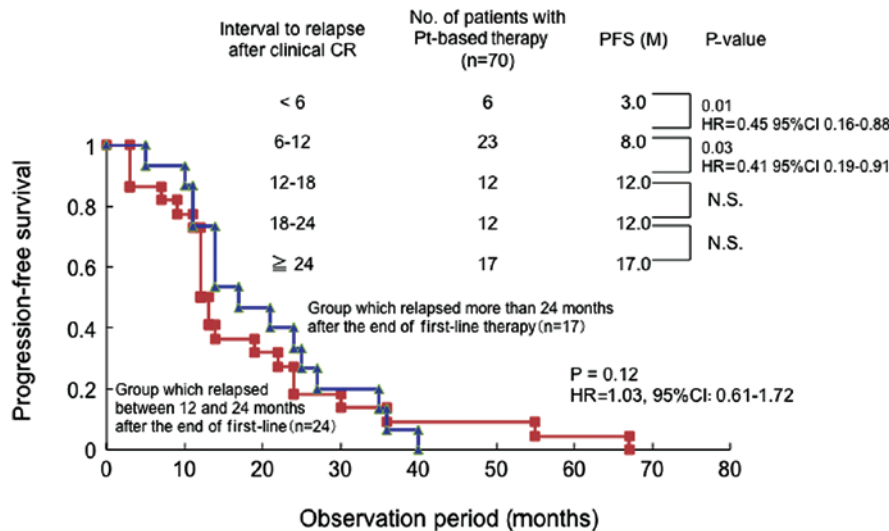 Interval to relapse
after clinical CR
No. of patients with
Pt-based therapy
(n=70)
PFS (M)
P-value
< 6
6
3.0
0.01
HR=0.45 95%CI 0.16-0.88
6-12
23
8.0
0.03
HR=0.41 95%CI 0.19-0.91
12-18
12
12.0
N.S.
18-24
12
12.0
N.S.
≧ 24
17
17.0
Group which relapsed more than 24 months
after the end of first-line therapy(n=17)
P = 0.12
HR=1.03, 95%CI: 0.61-1.72
Group which relapsed
between 12 and 24 months
after the end of first-line(n=24)
Progression-free survival
1
0.8
0.6
0.4
0.2
0
0 10 20 30 40 50 60 70 80
Observation period (months)